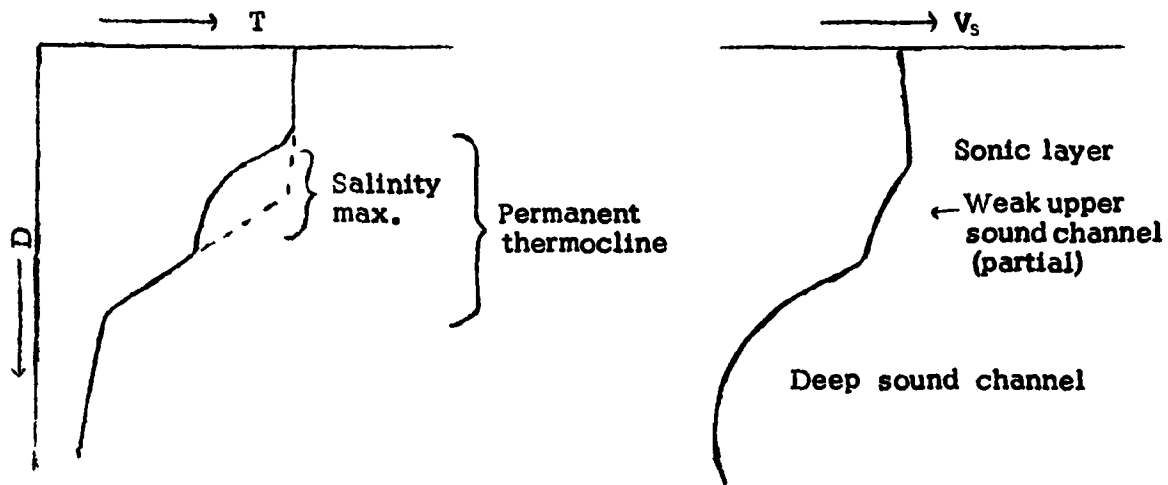 T
D
Salinity
max.
Permanent
thermocline
Vs
Sonic layer
Weak upper
sound channel
(partial)
Deep sound channel